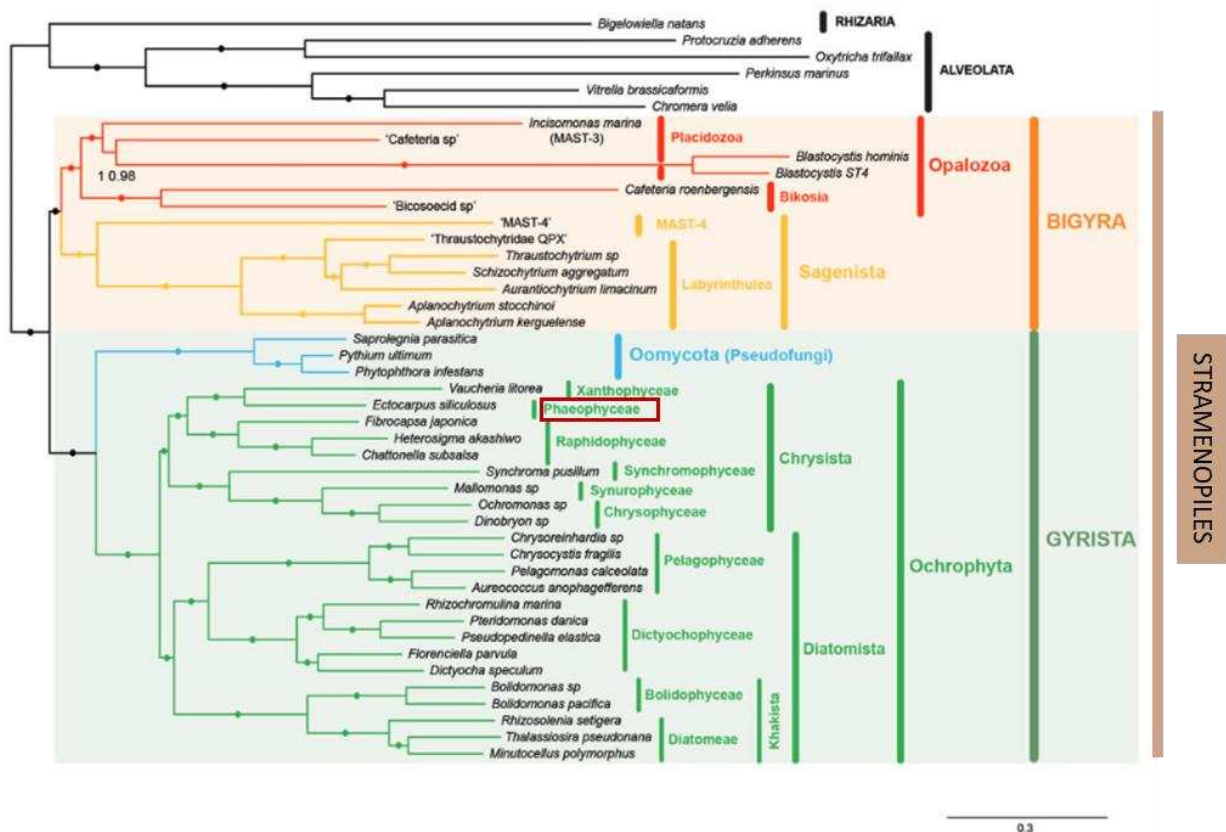 Bigelowiella natans
RHIZARIA
Protocruzia adherens
Oxytricha trifallax
ALVEOLATA
Perkinsus marinus
Vitrella brassicaformis
Chromera velia
Incisomonas marina
(MAST-3)
Placidozoa
'Cafeteria sp'
Blastocystis hominis
Opalozoa
1 0.98
Blastocystis ST4
Cafeteria roenbergensis
Bikosia
'Bicosoecid sp'
BIGYRA
'MAST-4'
MAST-4
'Thraustochytridae QPX'
Thraustochytrium sp
Schizochytrium aggregatum
Labyrinthulea
Sagenista
Aurantiochytrium limacinum
Aplanochytrium stocchinoi
Aplanochytrium kerguelense
Saprolegnia parasitica
Pythium ultimum
Oomycota (Pseudofungi)
Phytophthora infestans
Vaucheria litorea
Xanthophyceae
Ectocarpus siliculosus
Phaeophyceae
Fibrocapsa japonica
Heterosigma akashiwo
Raphidophyceae
Chattonella subsalsa
Chrysista
Synchroma pusillum
Synchromophyceae
Mallomonas sp
Synurophyceae
Ochromonas sp
Chrysophyceae
Dinobryon sp
STRAMENOPILES
Chrysoreinhardia sp
GYRISTA
Chrysocystis fragilis
Pelagophyceae
Ochrophyta
Pelagomonas calceolata
Aureococcus anophagefferens
Rhizochromulina marina
Pteridomonas danica
Dictyochophyceae
Pseudopedinella elastica
Diatomista
Florenciella parvula
Dictyocha speculum
Bolidomonas sp
Bolidophyceae
Bolidomonas pacifica
Khakista
Rhizosolenia setigera
Thalassiosira pseudonana
Diatomeae
Minutocellus polymorphus
0.3